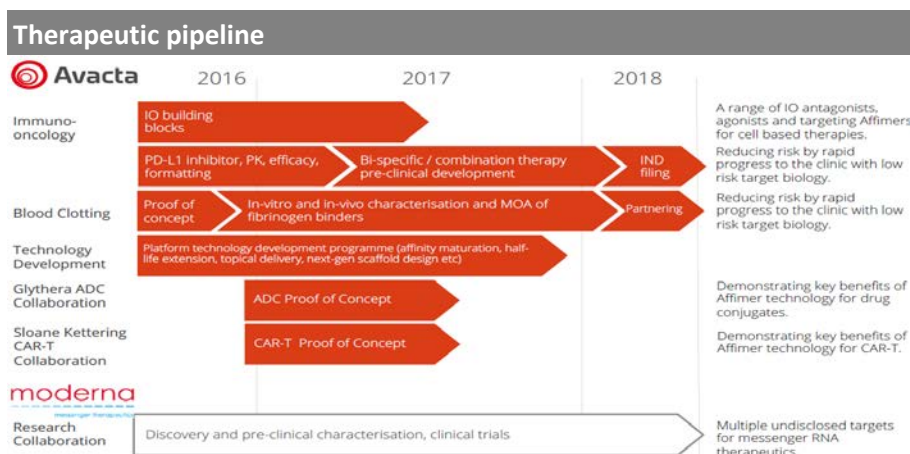 Therapeutic pipeline
Avacta
2016
2017
2018
Immuno-
oncology
IO building
blocks
A range of IO antagonists,
agonists and targeting Affimers
for cell based therapies.
PD-L1 inhibitor, PK, efficacy,
formatting
Bi-specific / combination therapy
pre-clinical development
IND
filing
Reducing risk by rapid
progress to the clinic with low
risk target biology.
Blood Clotting
Proof of
concept
In-vitro and in-vivo characterisation and MOA of
fibrinogen binders
Partnering
Reducing risk by rapid
progress to the clinic with low
risk target biology.
Technology
Development
Platform technology development programme (affinity maturation, half-
life extension, topical delivery, next-gen scaffold design etc)
Glythera ADC
Collaboration
ADC Proof of Concept
Demonstrating key benefits of
Affimer technology for drug
conjugates.
Sloane Kettering
CAR-T
Collaboration
CAR-T Proof of Concept
Demonstrating key benefits of
Affimer technology for CAR-T.
moderna
messenger therapeutics
Research
Collaboration
Discovery and pre-clinical characterisation, clinical trials
Multiple undisclosed targets
for messenger RNA
therapeutics